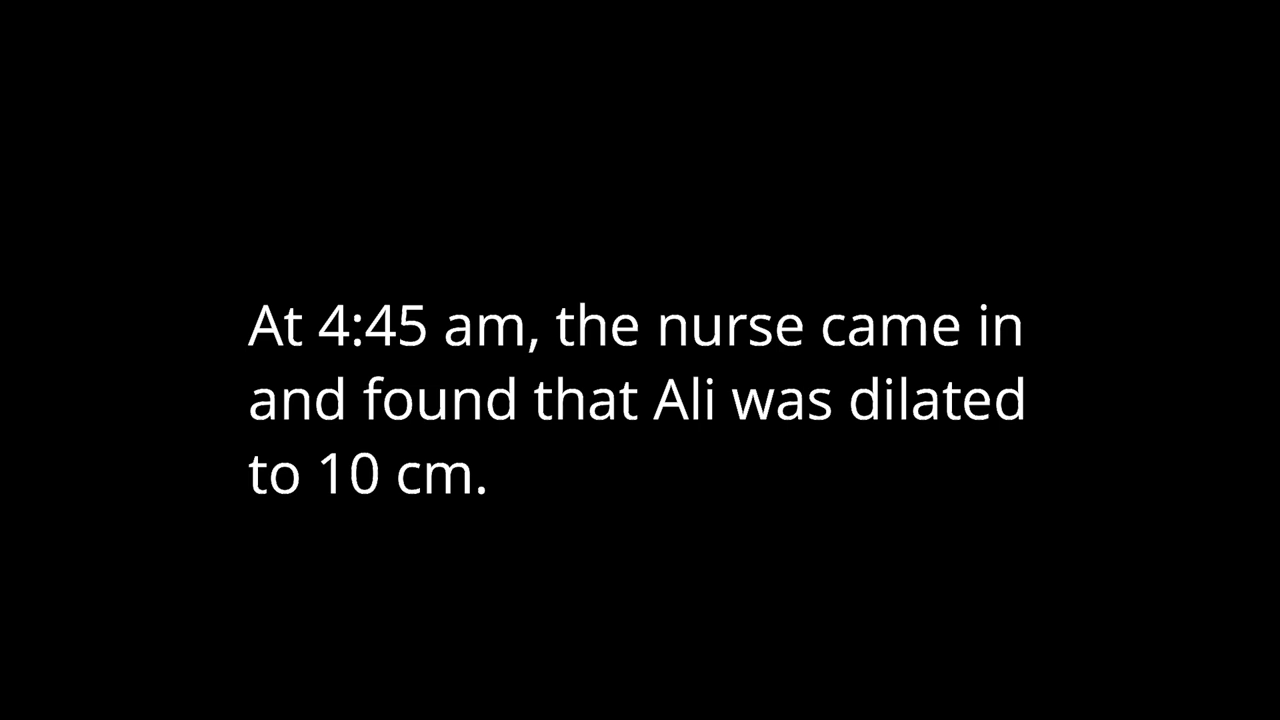 At 4:45 am, the nurse came in
and found that Ali was dilated
to 10 cm.